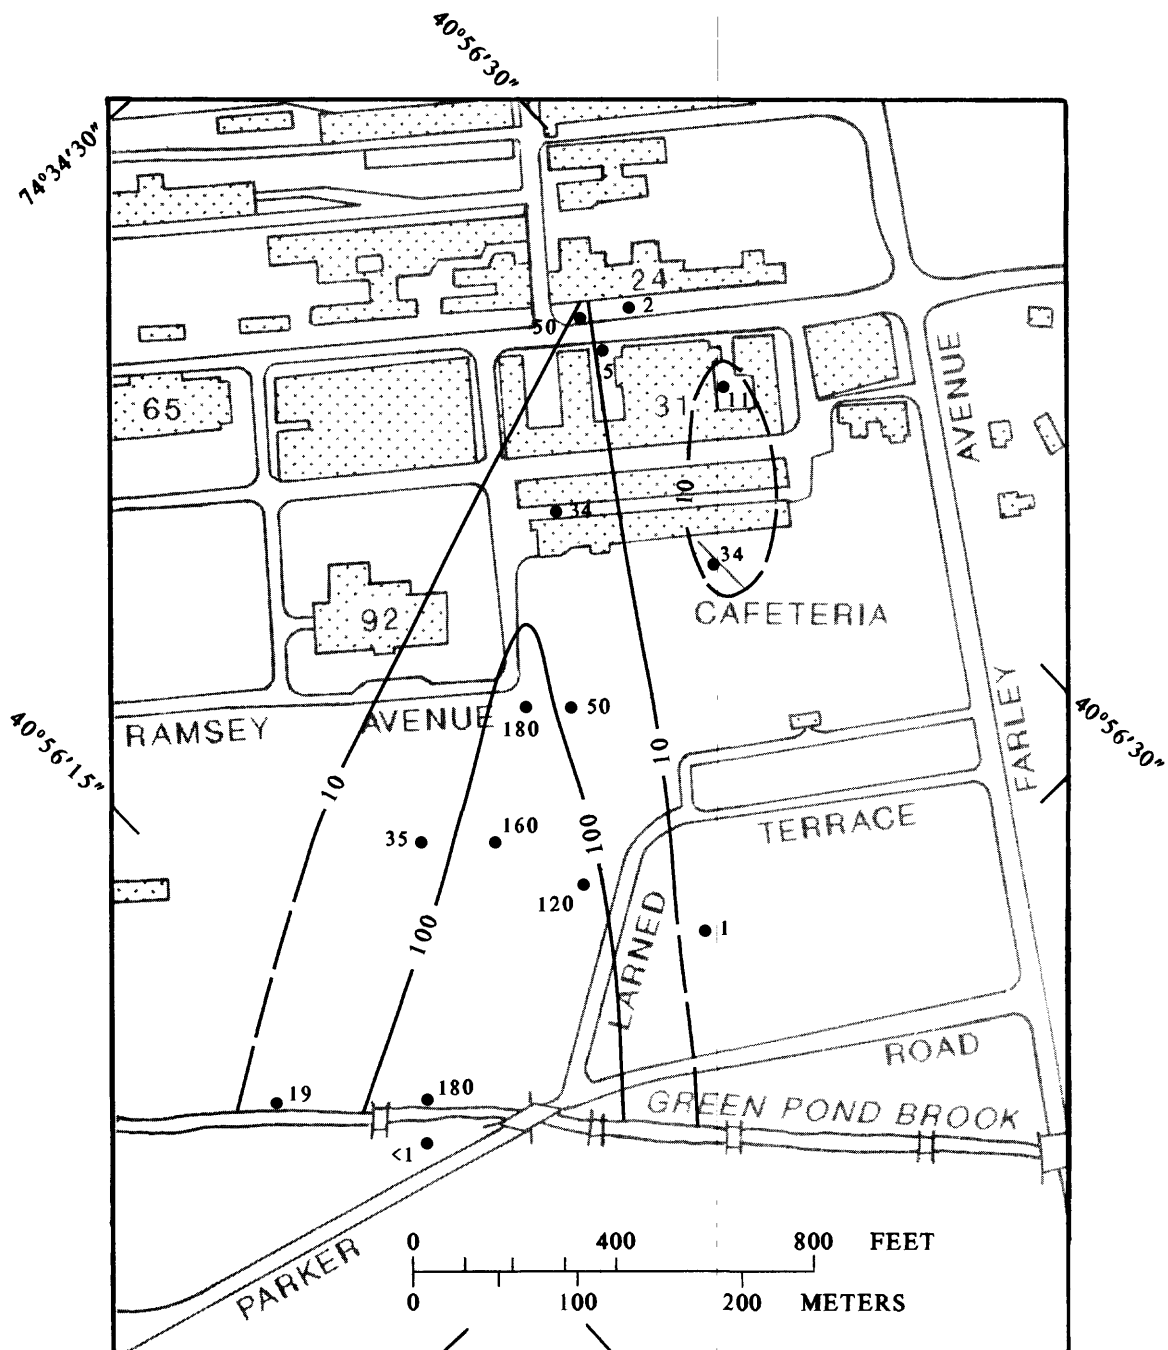 40°56'30"
74°34'30"
24
50
2
5
65
31
11
AVENUE
10
34
34
92
CAFETERIA
RAMSEY AVENUE
180
50
FARLEY
40°56'15"
40°56'30"
10
10
TERRACE
35
160
100
120
100
LARNED
1
ROAD
19
180
GREEN POND BROOK
<1
PARKER
0 400 800 FEET
0 100 200 METERS